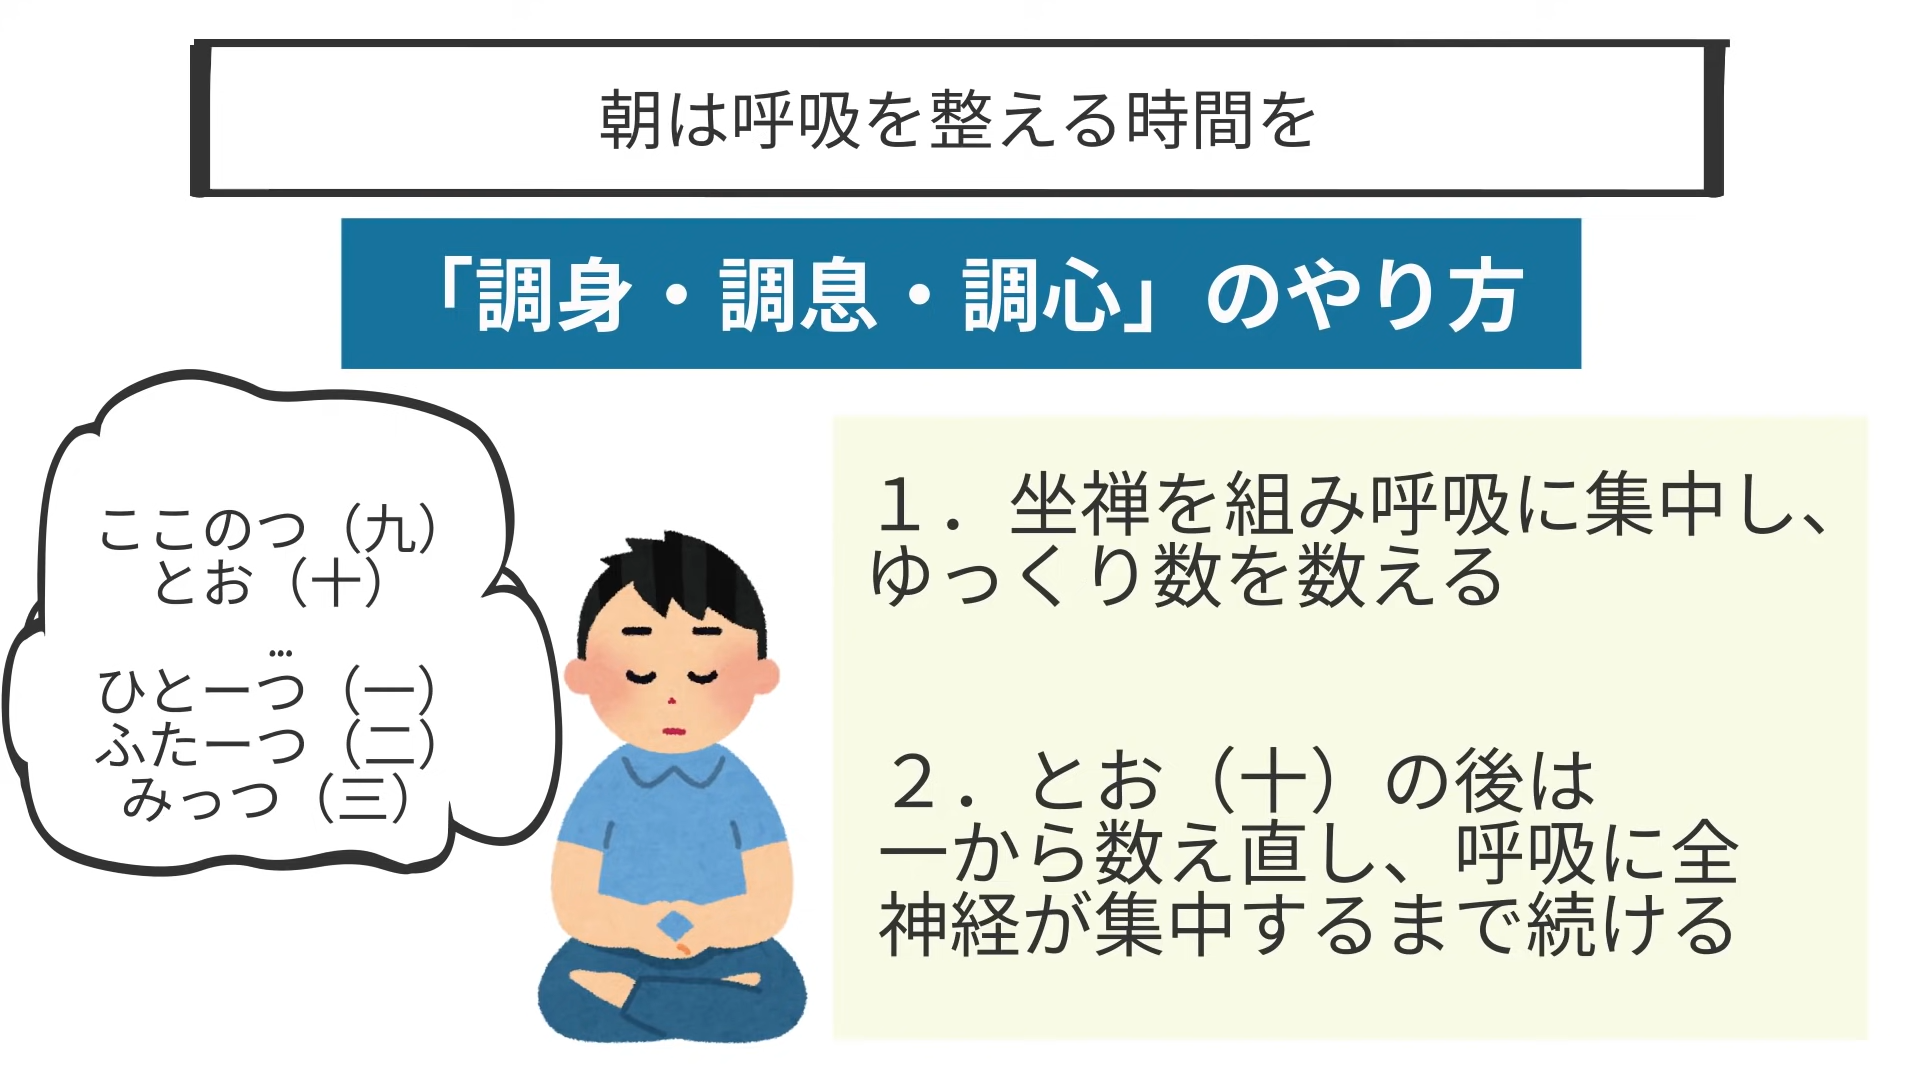 朝は呼吸を整える時間を
「調身・調息・調心」のやり方
ここのつ（九）
とお（十）
…
ひとーつ（一）
ふたーつ（二）
みっつ（三）
１．坐禅を組み呼吸に集中し、
ゆっくり数を数える
２．とお（十）の後は
一から数え直し、呼吸に全
神経が集中するまで続ける